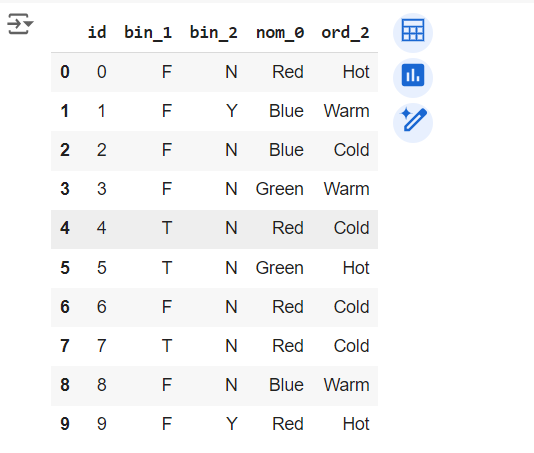 id bin_1 bin_2 nom_0 ord_2
0 0 F N Red Hot
1 1 F Y Blue Warm
2 2 F N Blue Cold
3 3 F N Green Warm
4 4 T N Red Cold
5 5 T N Green Hot
6 6 F N Red Cold
7 7 T N Red Cold
8 8 F N Blue Warm
9 9 F Y Red Hot